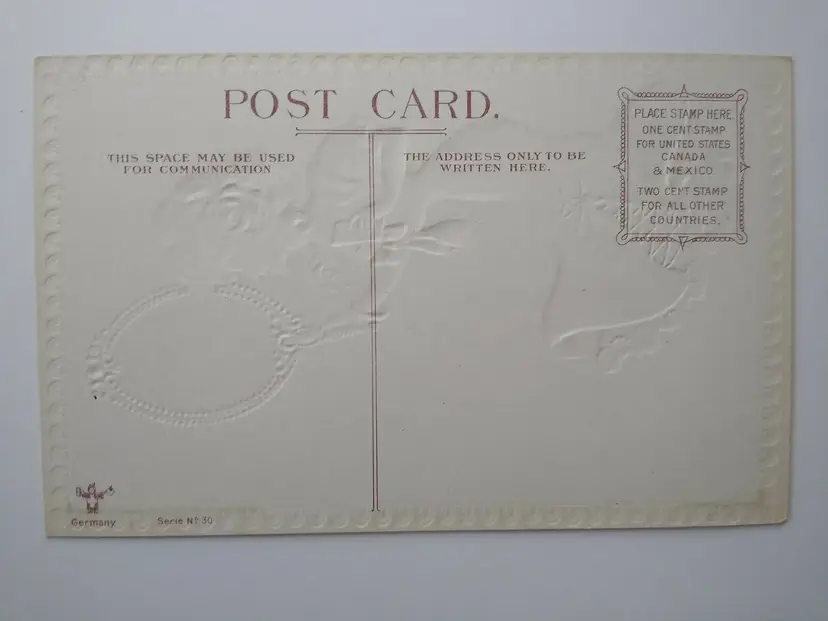 POST CARD.
THIS SPACE MAY BE USED
FOR COMMUNICATION
THE ADDRESS ONLY TO BE
WRITTEN HERE.
PLACE STAMP HERE
ONE CENT STAMP
FOR UNITED STATES
CANADA
& MEXICO
TWO CENT STAMP
FOR ALL OTHER
COUNTRIES.
Germany
Serie Nº 30